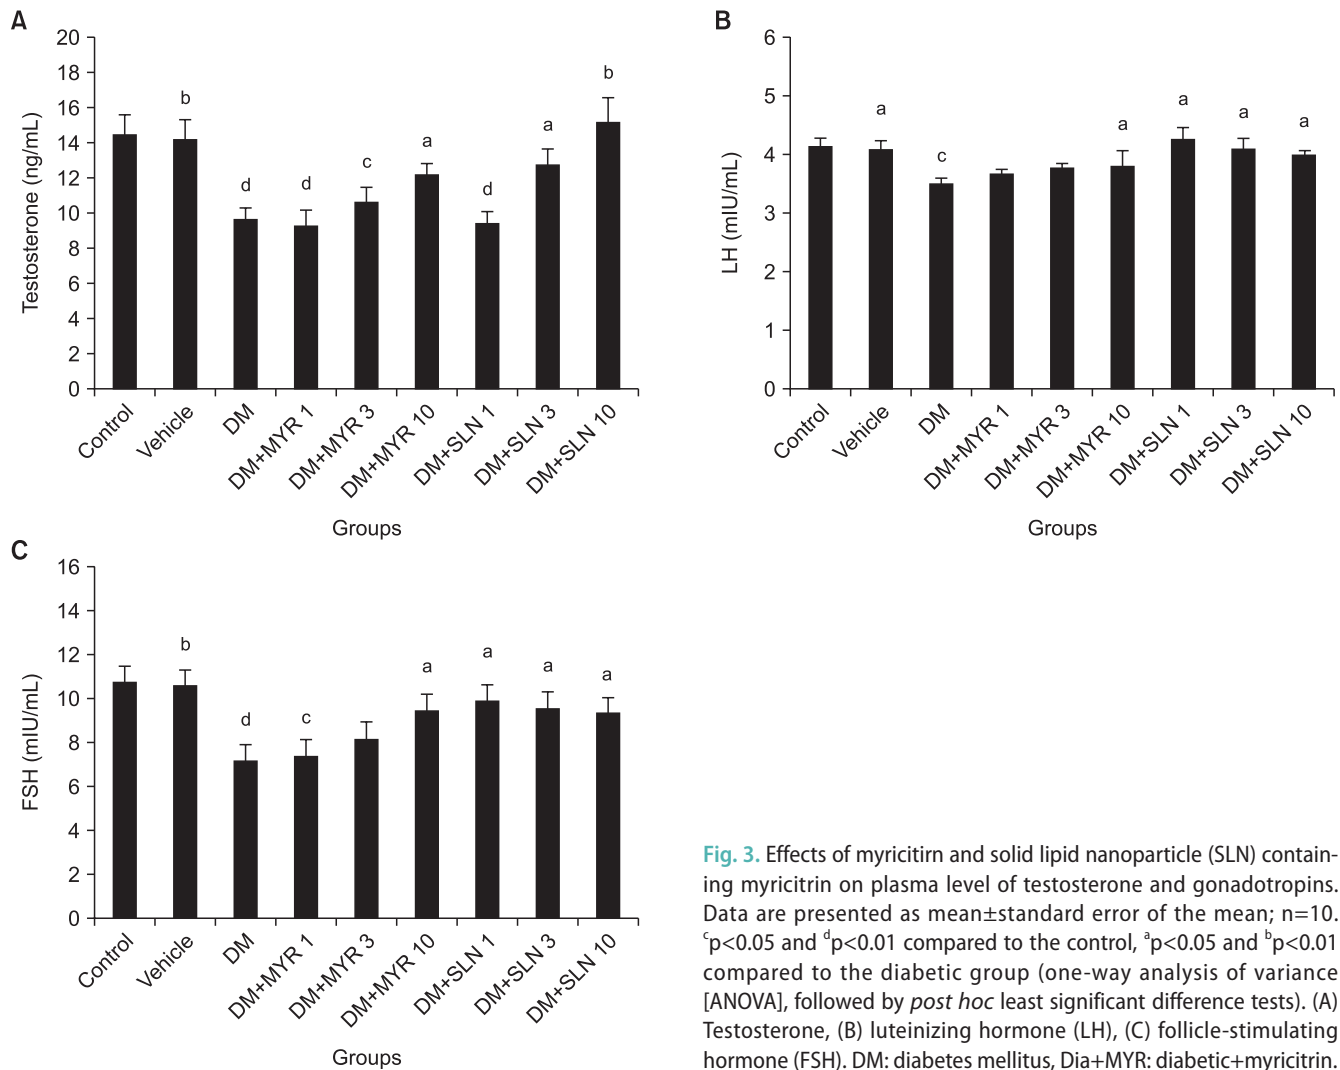 A
20
18
16
14
12
10
8
6
4
2
0
Testosterone (ng/mL)
b
d
d
c
a
d
a
b
Control
Vehicle
DM
DM+MYR 1
DM+MYR 3
DM+MYR 10
DM+SLN 1
DM+SLN 3
DM+SLN 10
Groups
B
6
5
4
3
2
1
0
LH (mIU/mL)
a
c
a
a
a
a
Control
Vehicle
DM
DM+MYR 1
DM+MYR 3
DM+MYR 10
DM+SLN 1
DM+SLN 3
DM+SLN 10
Groups
C
16
14
12
10
8
6
4
2
0
FSH (mIU/mL)
b
d
c
a
a
a
a
Control
Vehicle
DM
DM+MYR 1
DM+MYR 3
DM+MYR 10
DM+SLN 1
DM+SLN 3
DM+SLN 10
Groups
Fig. 3. Effects of myricitirn and solid lipid nanoparticle (SLN) contain-
ing myricitrin on plasma level of testosterone and gonadotropins.
Data are presented as mean±standard error of the mean; n=10.
ᶜp<0.05 and ᵈp<0.01 compared to the control, ᵃp<0.05 and ᵇp<0.01
compared to the diabetic group (one-way analysis of variance
[ANOVA], followed by post hoc least significant difference tests). (A)
Testosterone, (B) luteinizing hormone (LH), (C) follicle-stimulating
hormone (FSH). DM: diabetes mellitus, Dia+MYR: diabetic+myricitrin.